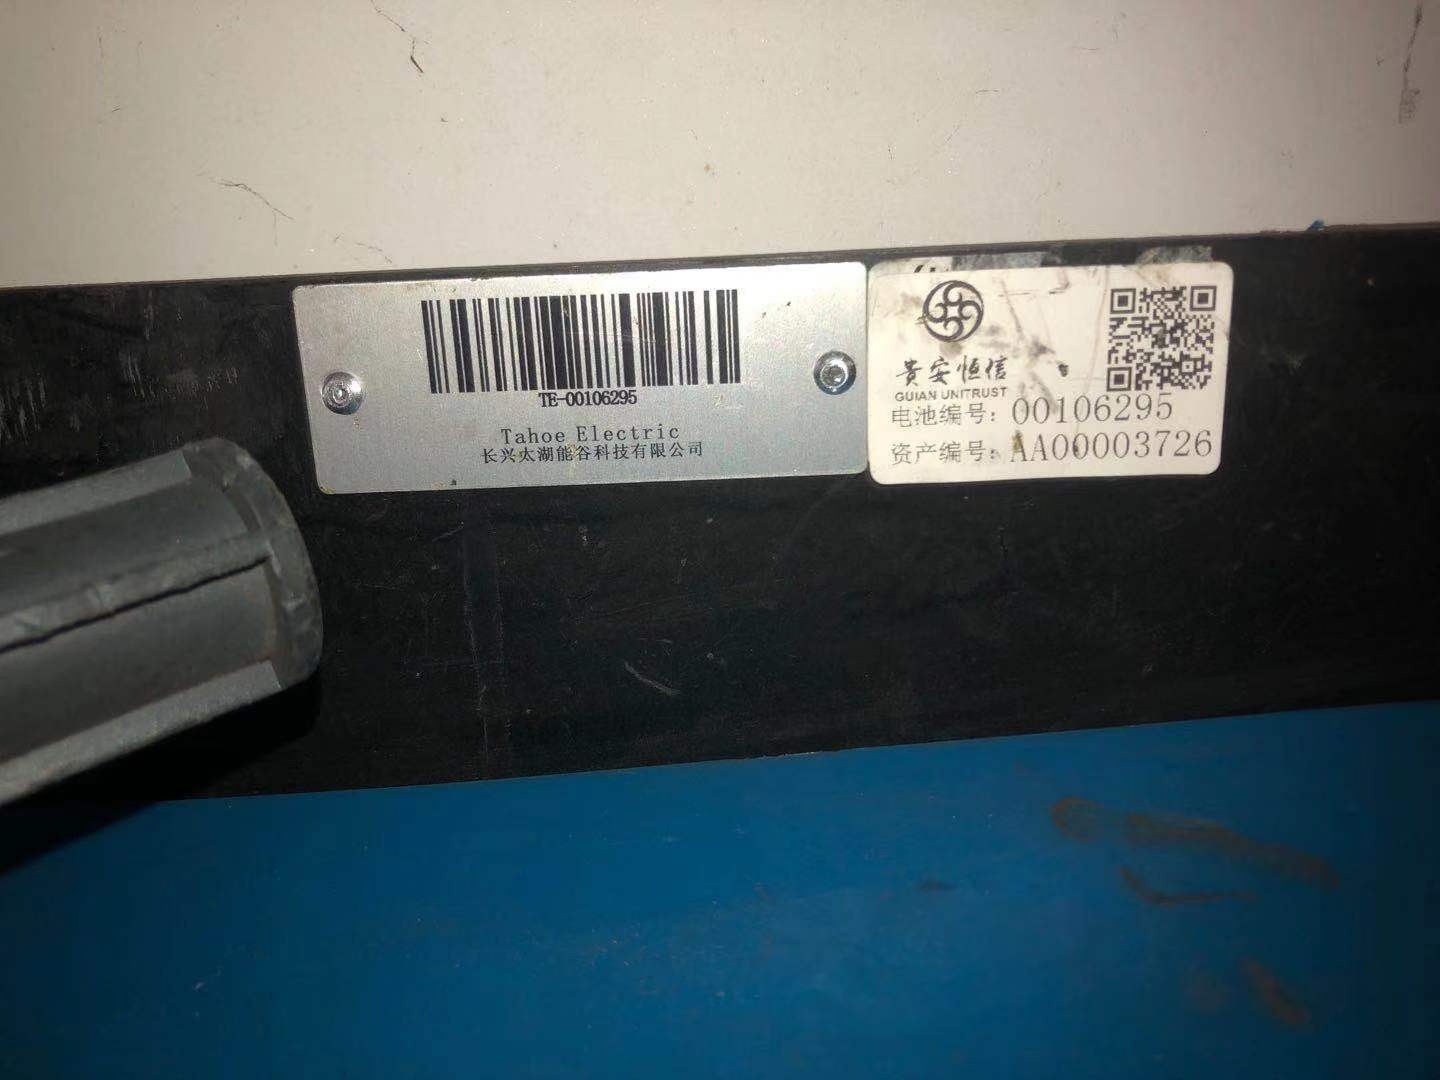 TE-00106295
Tahoe Electric
长兴太湖能谷科技有限公司
贵安恒信
GUIAN UNITRUST
电池编号: 00106295
资产编号: AA00003726